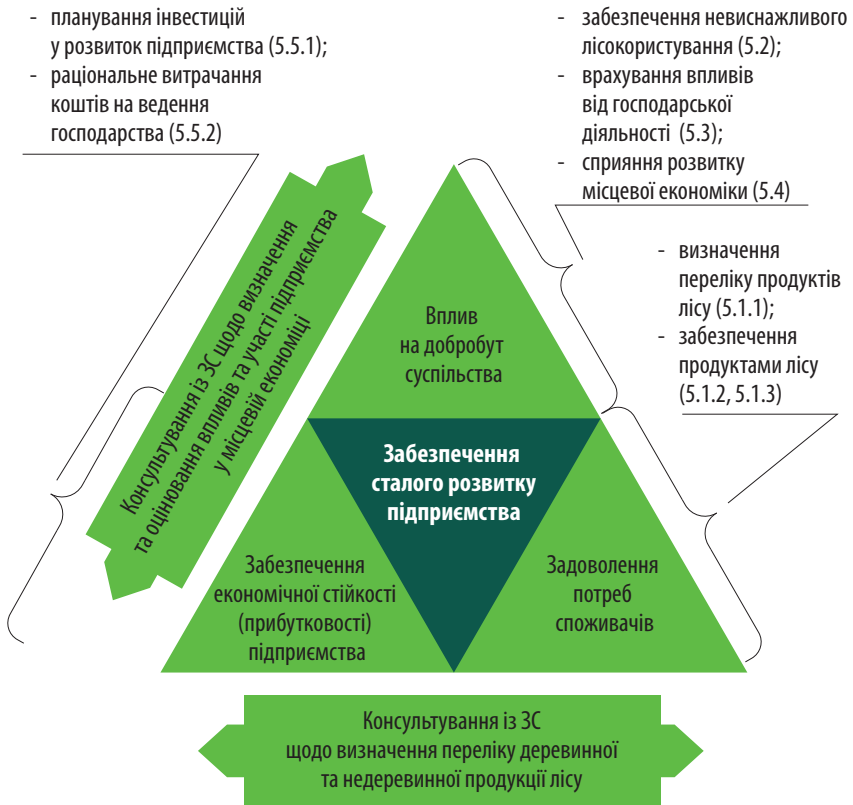 - планування інвестицій
у розвиток підприємства (5.5.1);
- раціональне витрачання
коштів на ведення
господарства (5.5.2)
- забезпечення невиснажливого
лісокористування (5.2);
- врахування впливів
від господарської
діяльності (5.3);
- сприяння розвитку
місцевої економіки (5.4)
- визначення
переліку продуктів
лісу (5.1.1);
- забезпечення
продуктами лісу
(5.1.2, 5.1.3)
Консультування із ЗС щодо визначення
та оцінювання впливів та участі підприємства
у місцевій економіці
Вплив
на добробут
суспільства
Забезпечення
сталого розвитку
підприємства
Забезпечення
економічної стійкості
(прибутковості)
підприємства
Задоволення
потреб
споживачів
Консультування із ЗС
щодо визначення переліку деревинної
та недеревинної продукції лісу